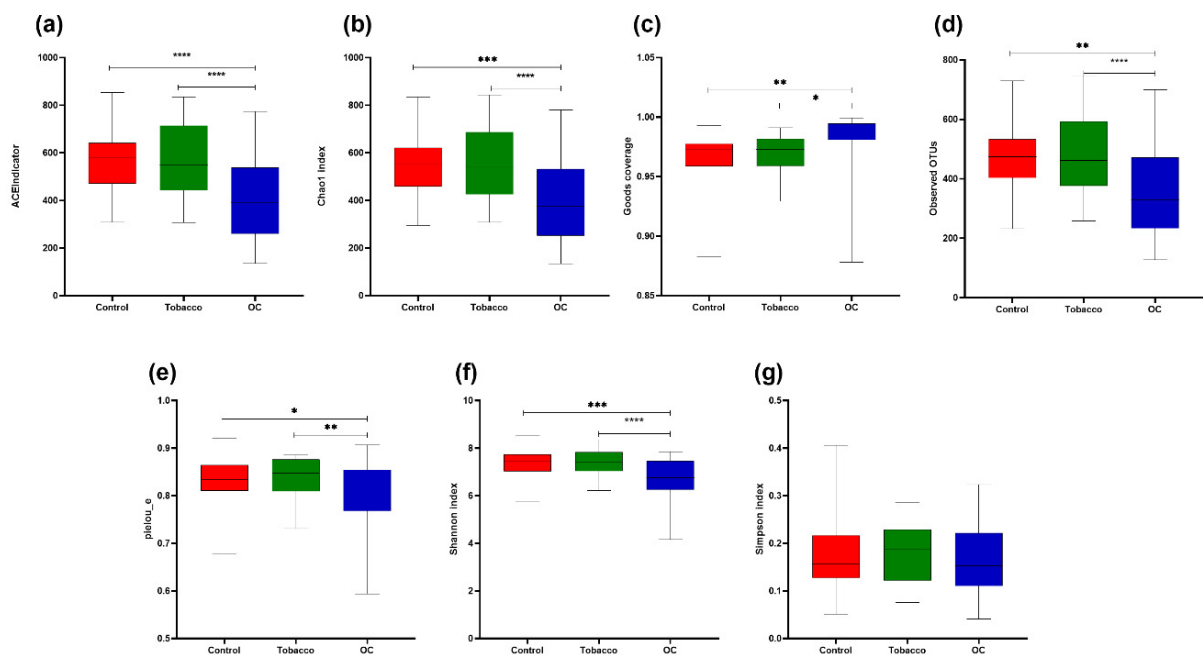 (a)
****
****
ACEIndicator
1000
800
600
400
200
0
Control Tobacco OC
(b)
***
****
Chao1 Index
1000
800
600
400
200
0
Control Tobacco OC
(c)
**
*
Goods coverage
1.05
1.00
0.95
0.90
0.85
Control Tobacco OC
(d)
**
****
Observed OTUs
800
600
400
200
0
Control Tobacco OC
(e)
*
**
pielou_e
1.0
0.9
0.8
0.7
0.6
0.5
Control Tobacco OC
(f)
***
****
Shannon index
10
8
6
4
2
0
Control Tobacco OC
(g)
Simpson index
0.5
0.4
0.3
0.2
0.1
0.0
Control Tobacco OC